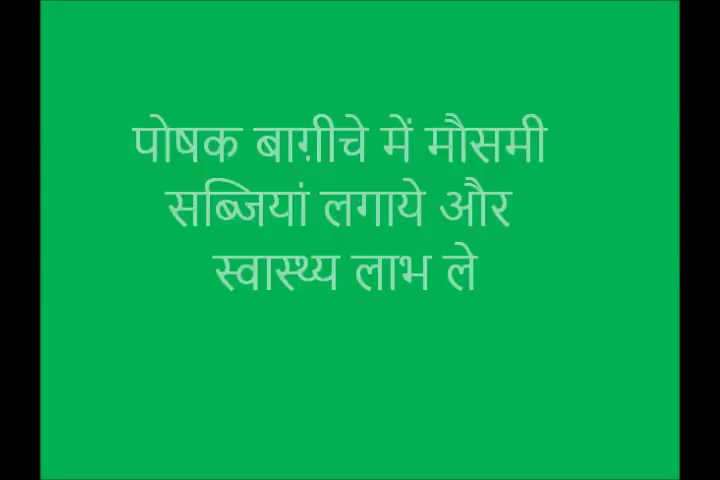 पोषक बाग़ीचे में मौसमी
सब्जियां लगाये और
स्वास्थ्य लाभ ले